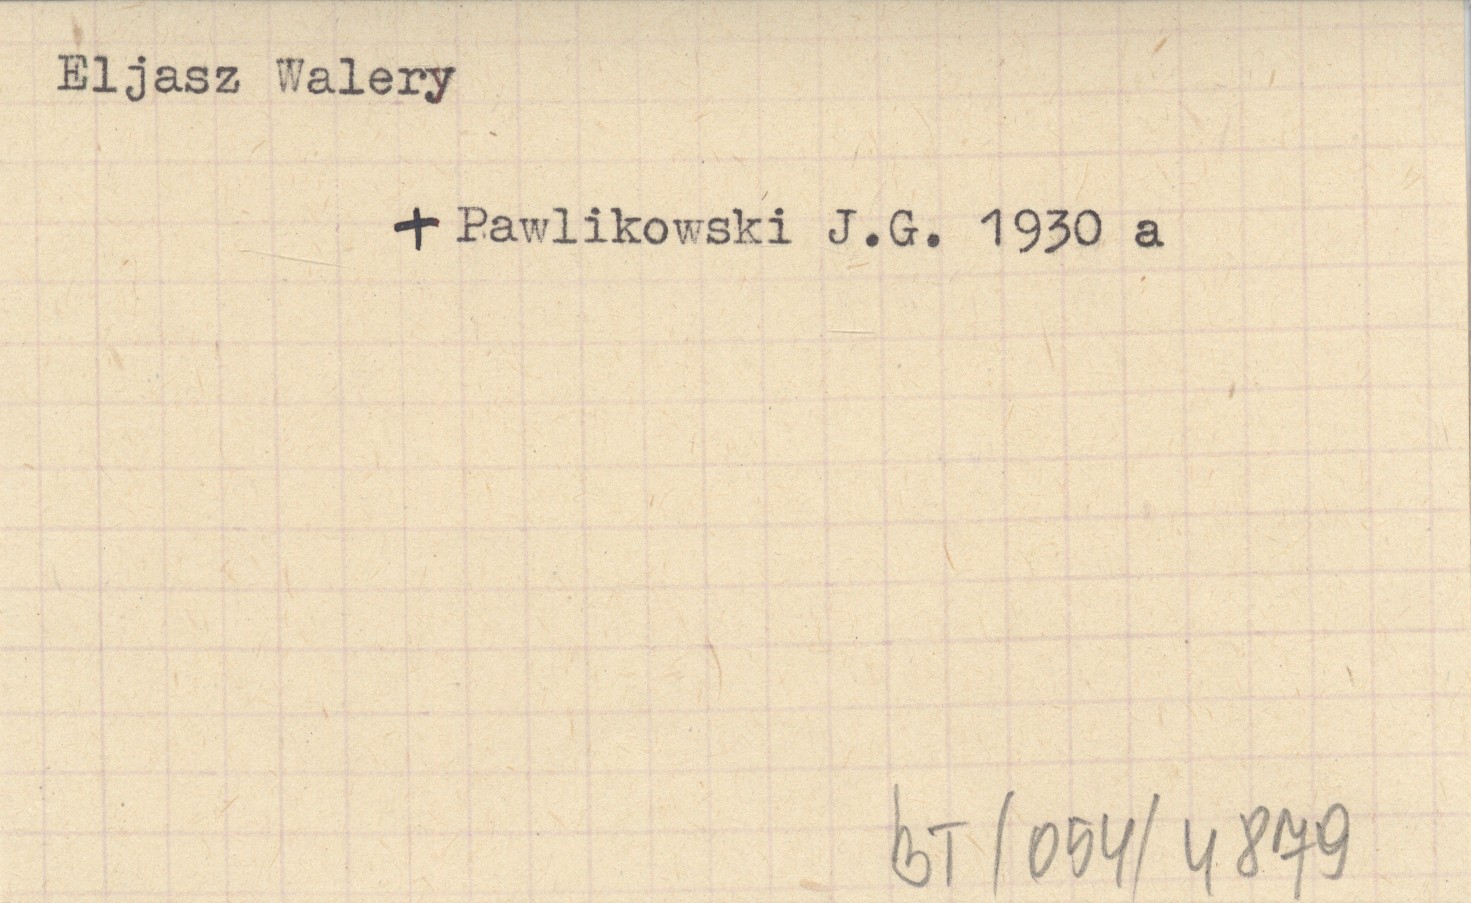 Eljasz Walery
+ Pawlikowski J.G. 1930 a
BT/054/4879